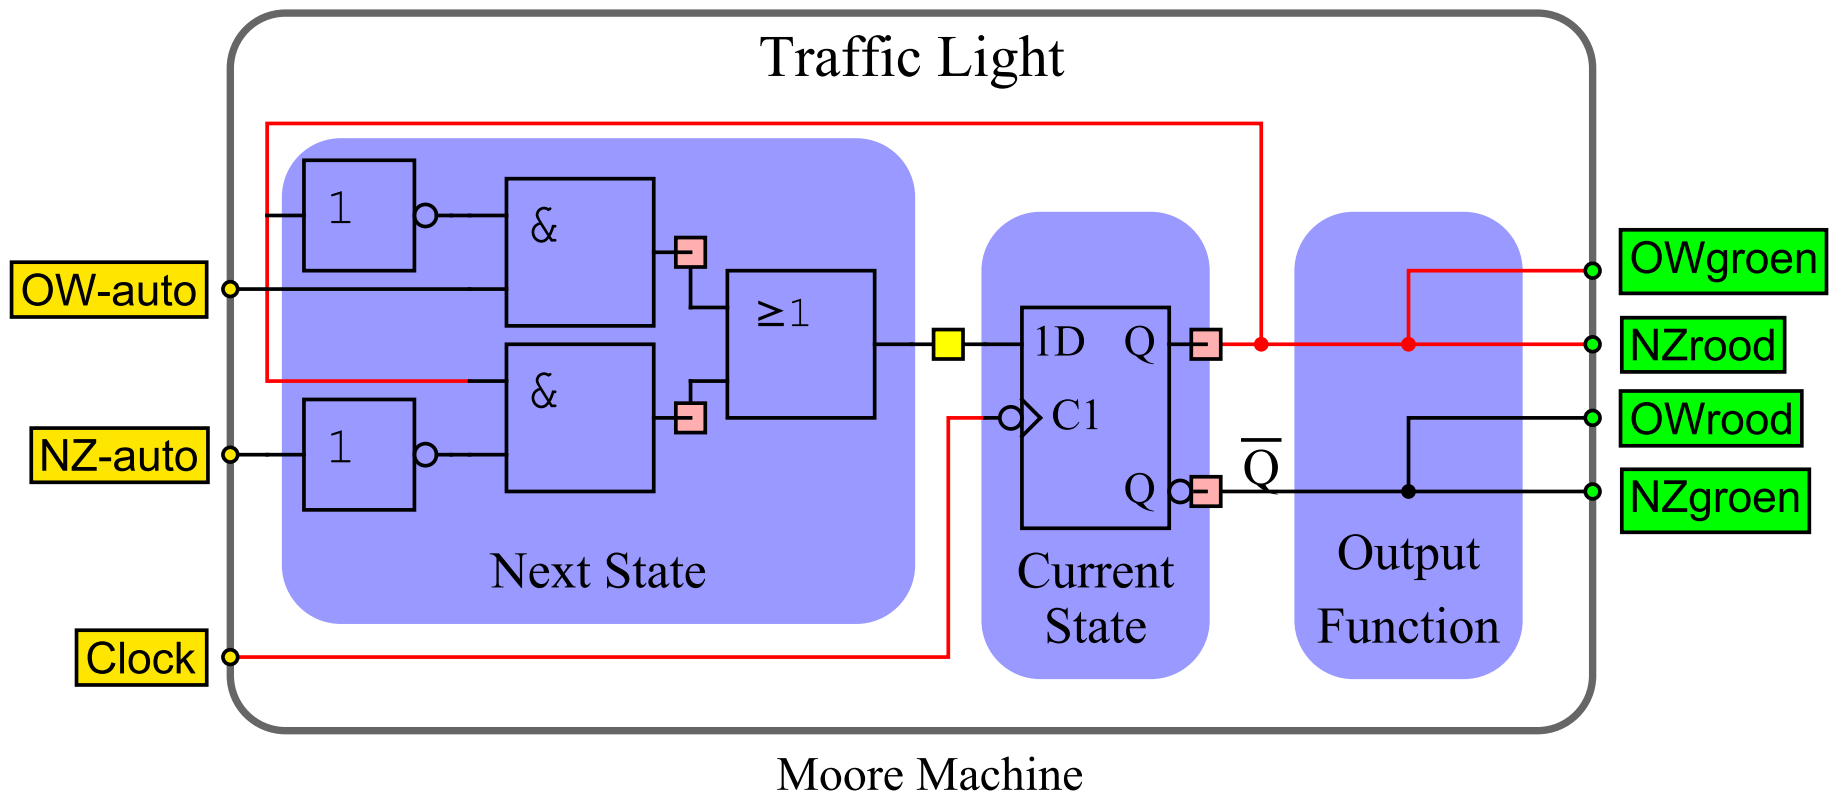 Traffic Light
1
&
OW-auto
≥1
OWgroen
1D
Q
NZrood
&
C1
OWrood
NZ-auto
1
Q
Q
NZgroen
Next State
Current
State
Output
Function
Clock
Moore Machine